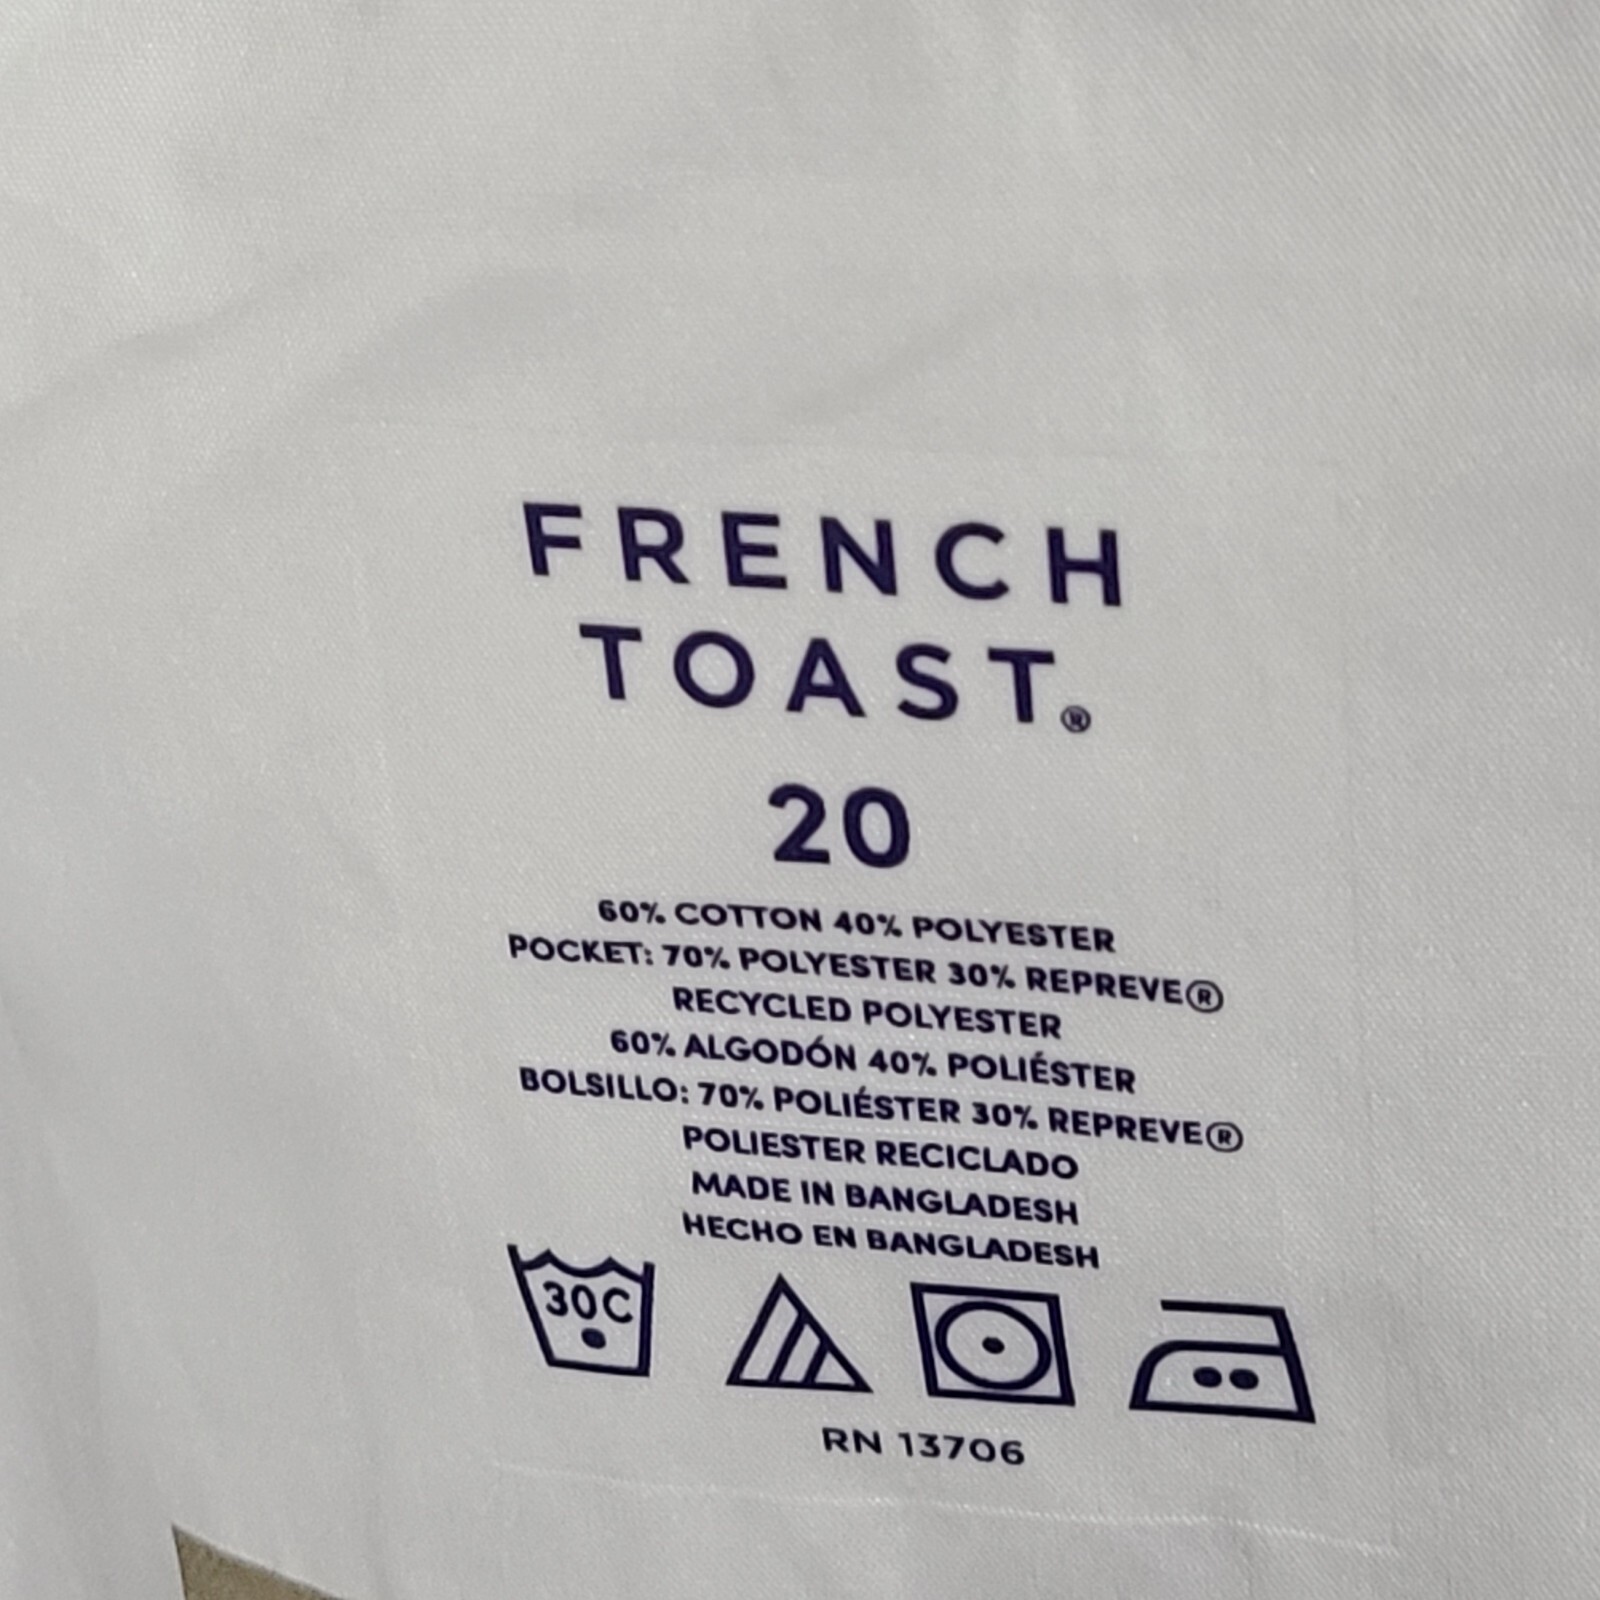 FRENCH
TOAST®
20
60% COTTON 40% POLYESTER
POCKET: 70% POLYESTER 30% REPREVE®
RECYCLED POLYESTER
60% ALGODÓN 40% POLIÉSTER
BOLSILLO: 70% POLIÉSTER 30% REPREVE®
POLIESTER RECICLADO
MADE IN BANGLADESH
HECHO EN BANGLADESH
30C
RN 13706